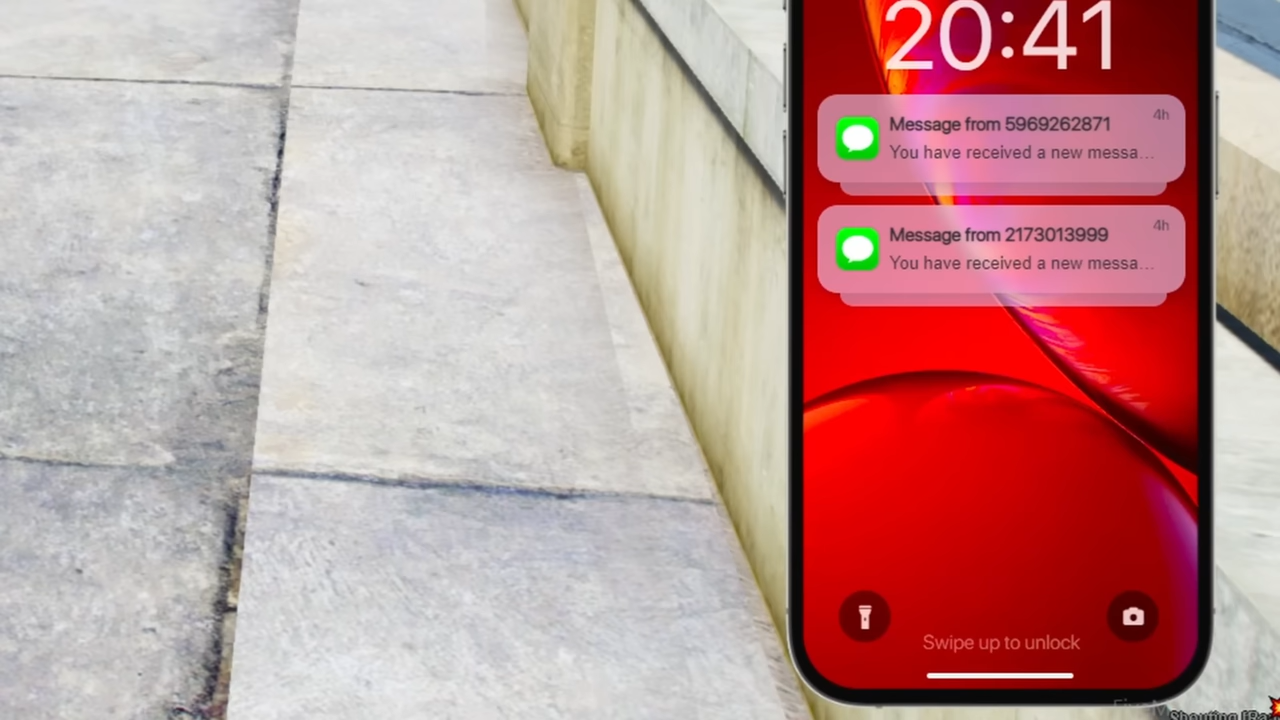 20:41
Message from 5969262871
4h
You have received a new messa...
Message from 2173013999
4h
You have received a new messa...
Swipe up to unlock
Shouting